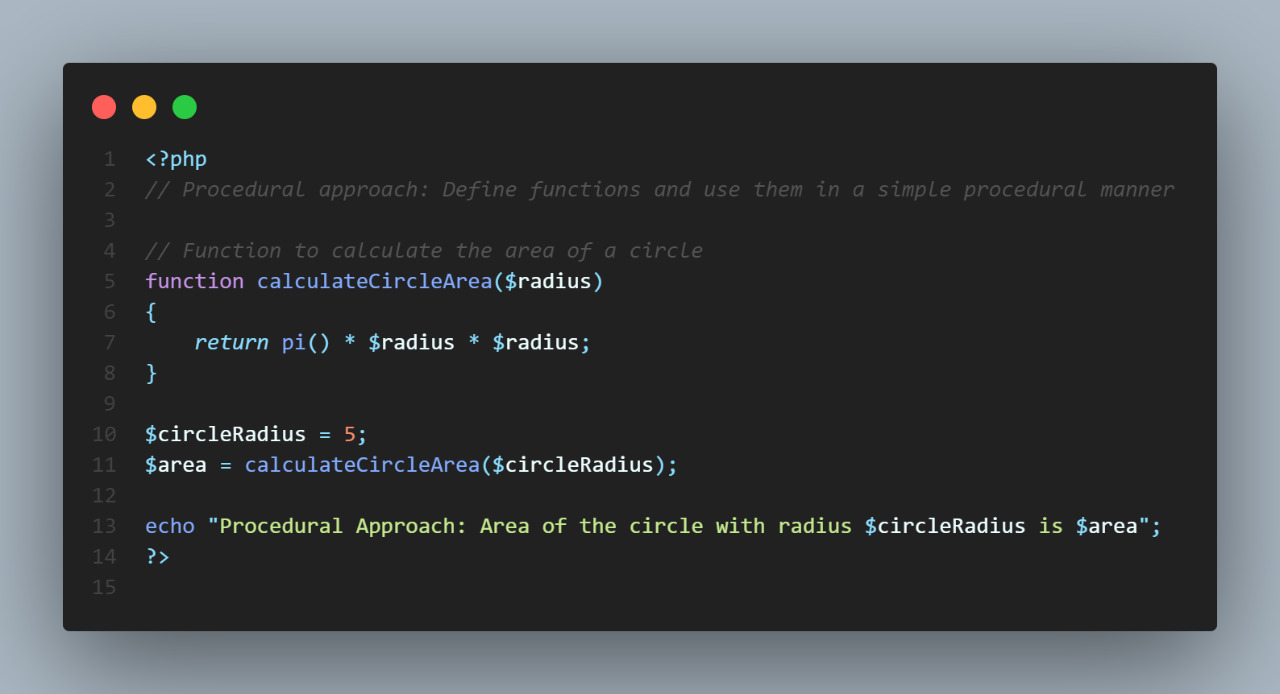 1 <?php
2 // Procedural approach: Define functions and use them in a simple procedural manner
3
4 // Function to calculate the area of a circle
5 function calculateCircleArea($radius)
6 {
7     return pi() * $radius * $radius;
8 }
9
10 $circleRadius = 5;
11 $area = calculateCircleArea($circleRadius);
12
13 echo "Procedural Approach: Area of the circle with radius $circleRadius is $area";
14 ?>
15